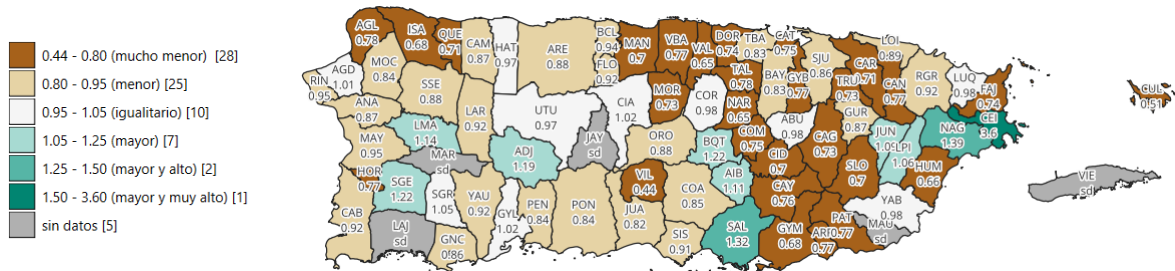 0.44 - 0.80 (mucho menor) [28]
0.80 - 0.95 (menor) [25]
0.95 - 1.05 (igualitario) [10]
1.05 - 1.25 (mayor) [7]
1.25 - 1.50 (mayor y alto) [2]
1.50 - 3.60 (mayor y muy alto) [1]
sin datos [5]
AGL
0.78
ISA
0.68
QUE
0.71
CAM
0.87
HAT
0.97
ARE
0.88
BCL
0.94
FLO
0.92
MAN
0.7
VBA
0.77
VAL
0.65
DOR
0.74
TBA
0.83
CAT
0.75
SJU
0.86
CAR
0.71
LOI
0.89
RIN
0.95
AGD
1.01
MOC
0.84
SSE
0.88
LAR
0.92
UTU
0.97
CIA
1.02
MOR
0.73
COR
0.98
TAL
0.78
NAR
0.65
BAY
0.83
GYB
0.77
TRU
0.73
CAN
0.77
RGR
0.92
LUQ
0.98
FAJ
0.74
CUL
0.51
ANA
0.87
LMA
1.14
MAR
sd
ADJ
1.19
JAY
sd
ORO
0.88
BQT
1.22
COM
0.75
ABU
0.98
GUR
0.87
CAG
0.73
JUN
1.09
LPI
1.06
NAG
1.39
CEI
3.6
MAY
0.95
HOR
0.77
SGE
1.22
SGR
1.05
YAU
0.92
GYL
1.02
PEN
0.84
PON
0.84
JUA
0.82
VIL
0.44
COA
0.85
AIB
1.11
CID
0.7
CAY
0.76
SLO
0.7
HUM
0.66
VIE
sd
CAB
0.92
LAJ
sd
GNC
0.86
SIS
0.91
SAL
1.32
GYM
0.68
ARR
0.77
PAT
0.77
MAU
sd
YAB
0.98